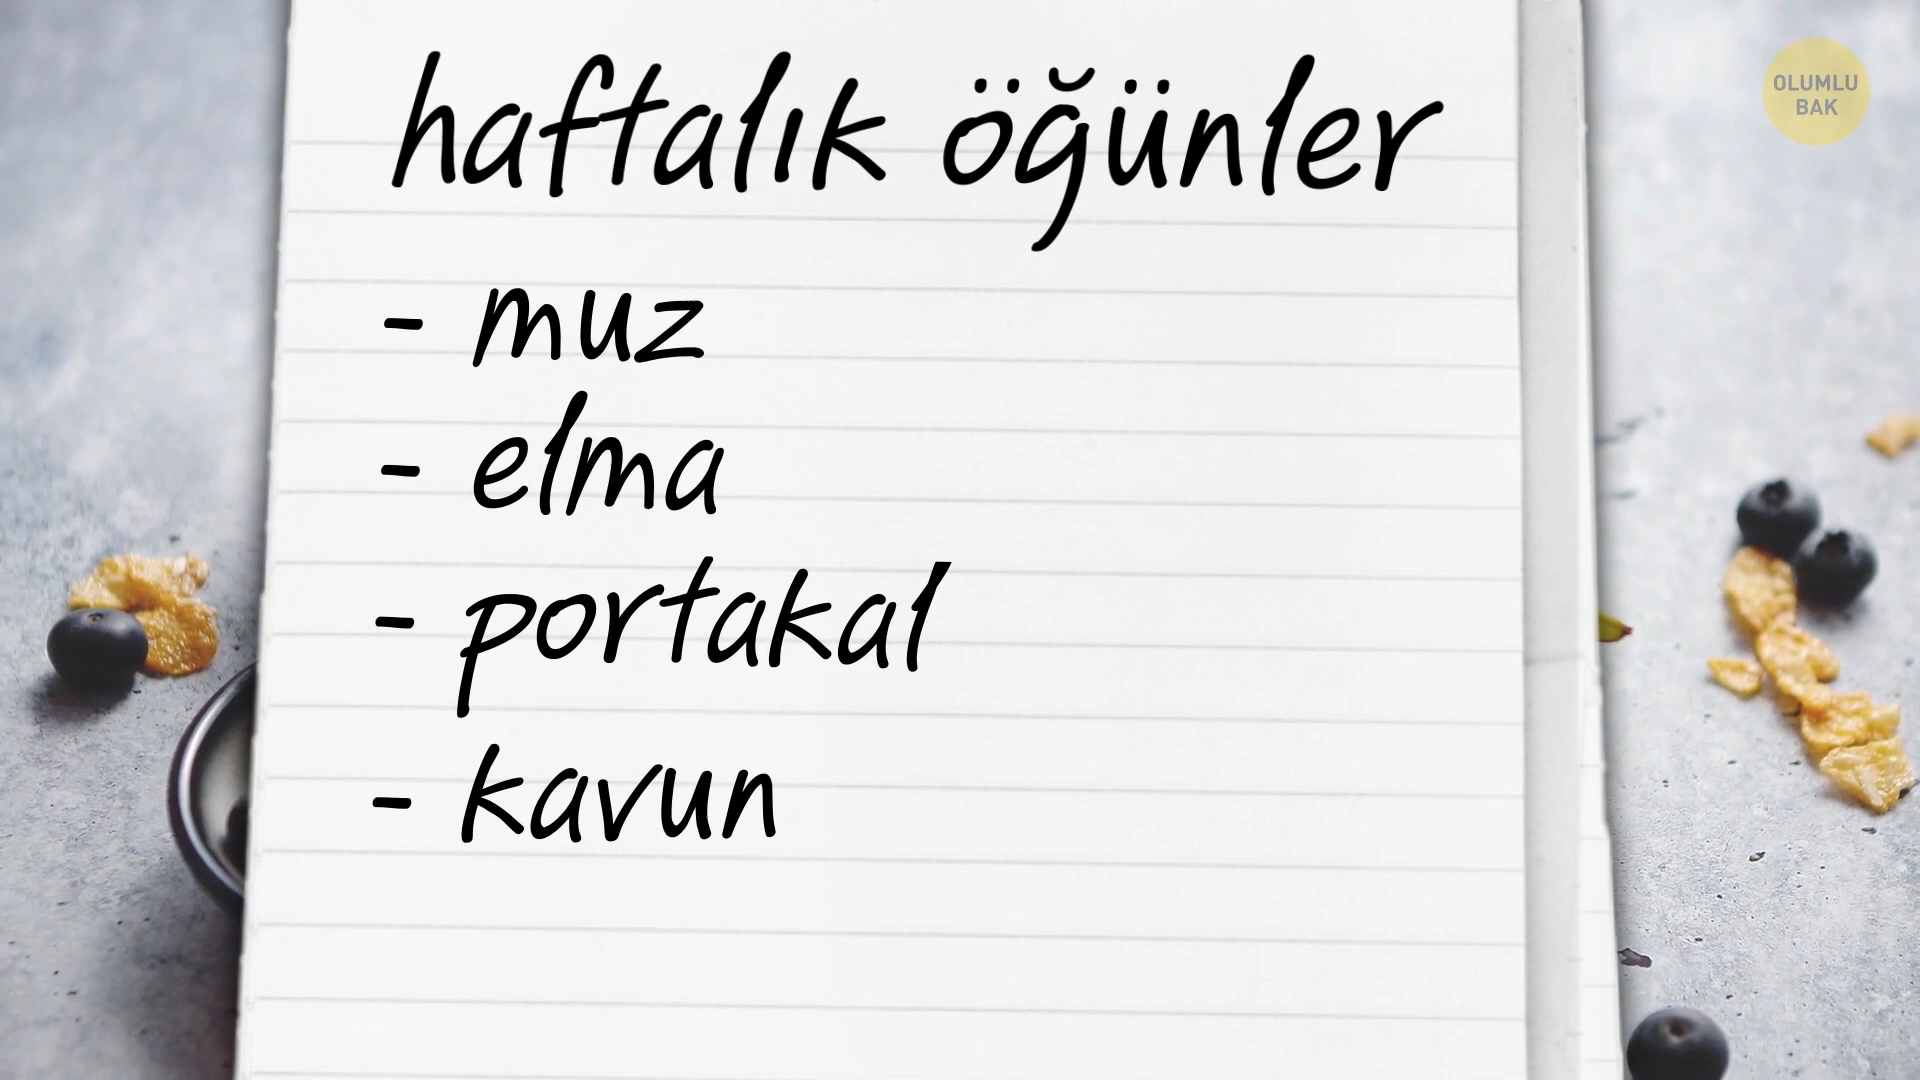 haftalık öğünler
- muz
- elma
- portakal
- kavun
OLUMLU
BAK